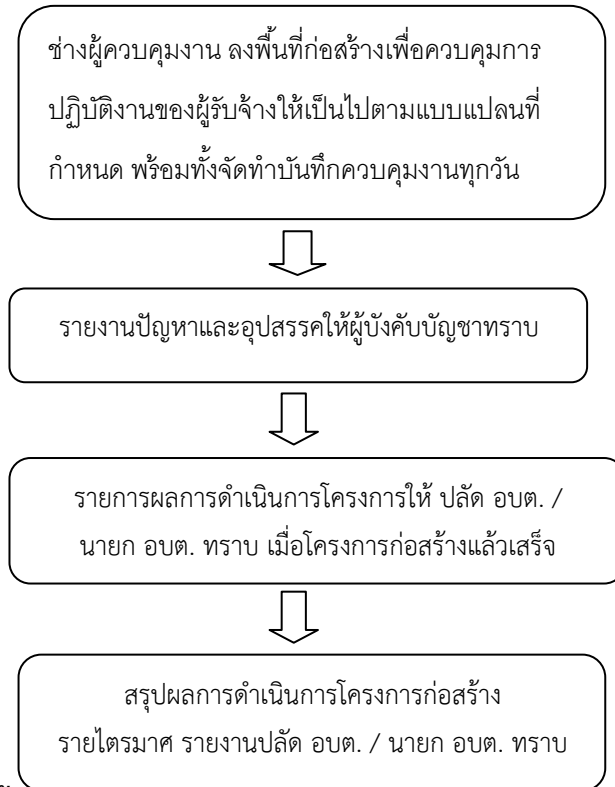 ช่างผู้ควบคุมงาน ลงพื้นที่ก่อสร้างเพื่อควบคุมการ
ปฏิบัติงานของผู้รับจ้างให้เป็นไปตามแบบแปลนที่
กำหนด พร้อมทั้งจัดทำบันทึกควบคุมงานทุกวัน
รายงานปัญหาและอุปสรรคให้ผู้บังคับบัญชาทราบ
รายการผลการดำเนินการโครงการให้ ปลัด อบต. /
นายก อบต. ทราบ เมื่อโครงการก่อสร้างแล้วเสร็จ
สรุปผลการดำเนินการโครงการก่อสร้าง
รายไตรมาศ รายงานปลัด อบต. / นายก อบต. ทราบ